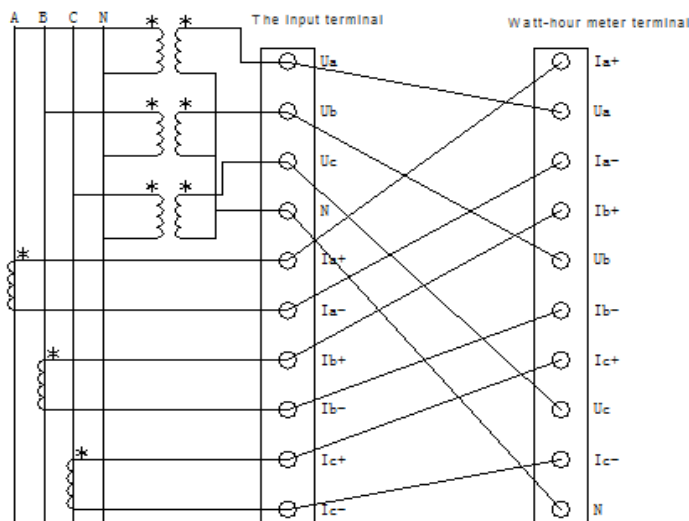 A B C N
The input terminal
Watt-hour meter terminal
Ua
Ub
Uc
N
Ia+
Ia-
Ib+
Ib-
Ic+
Ic-
Ia+
Ua
Ia-
Ib+
Ub
Ib-
Ic+
Uc
Ic-
N